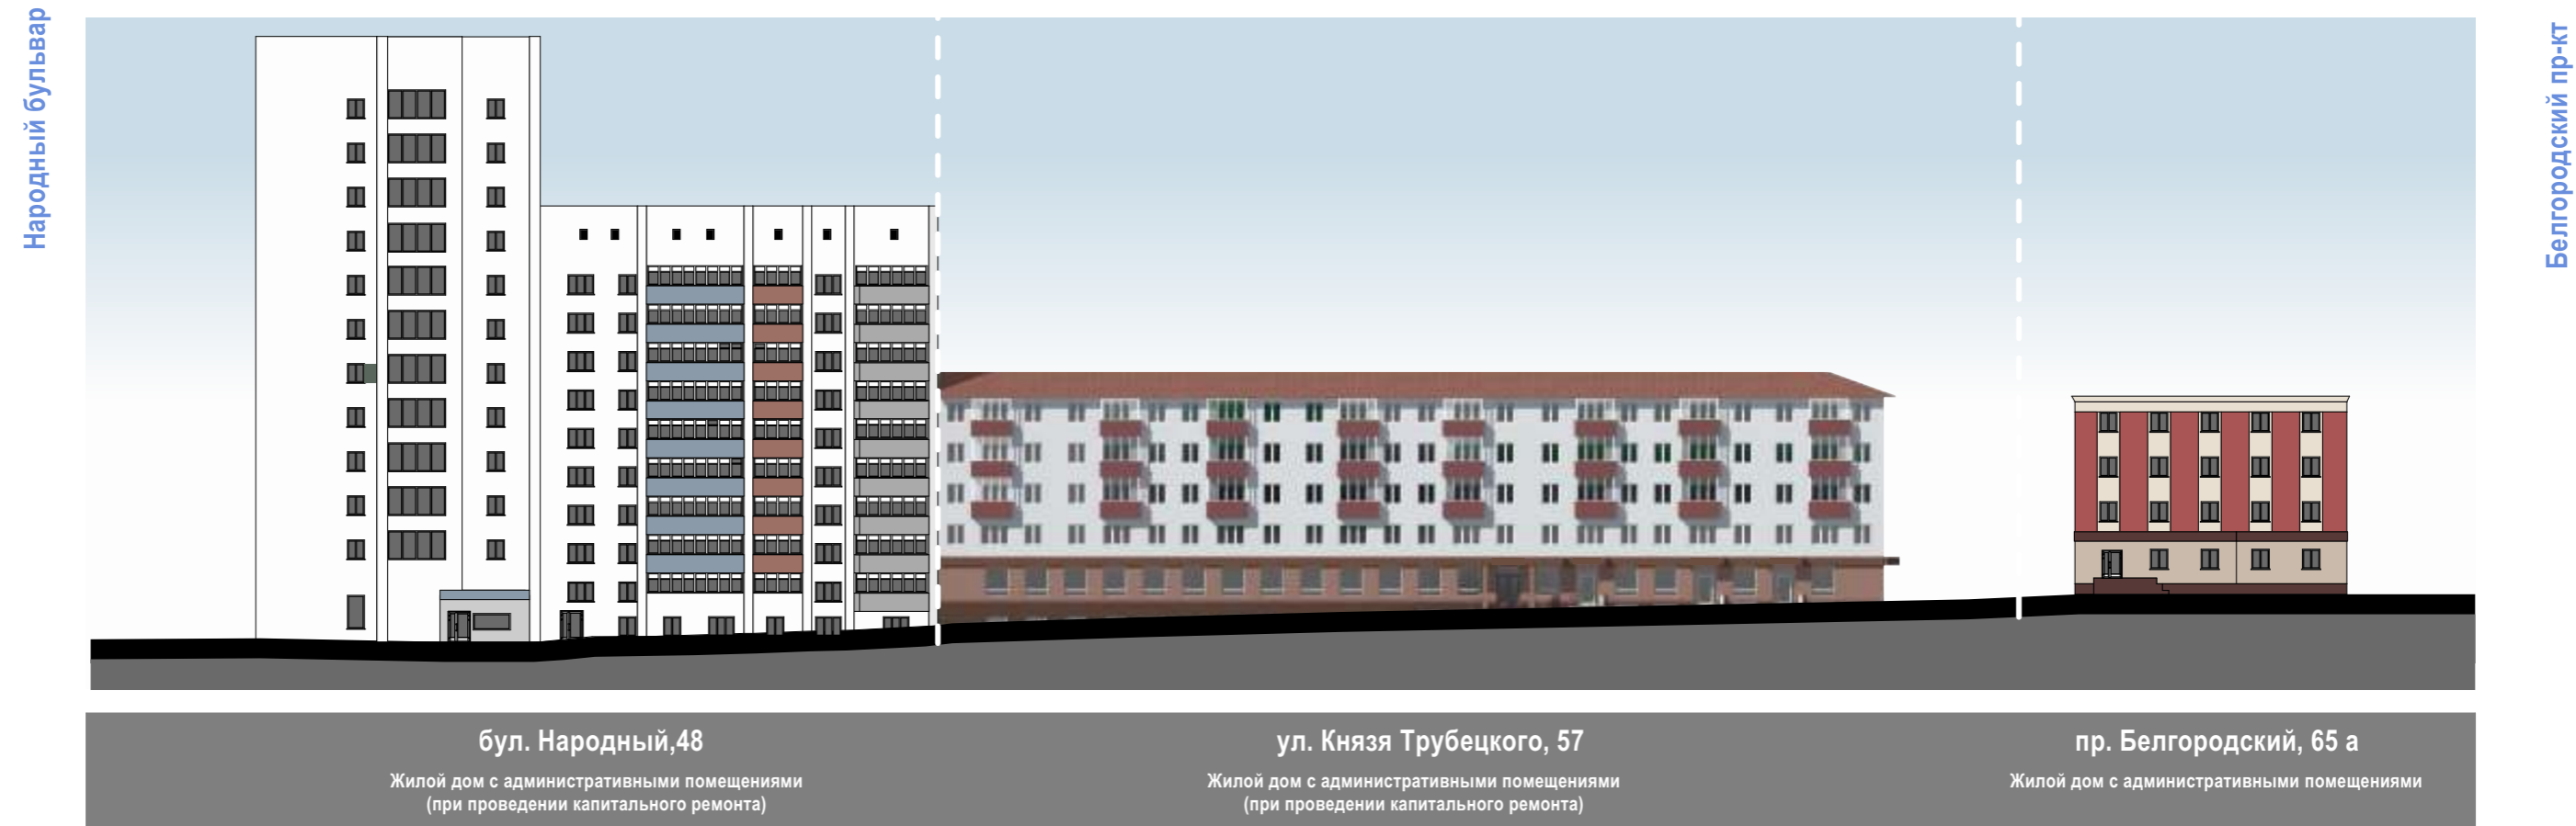 Народный бульвар
Белгородский пр-кт
бул. Народный,48
Жилой дом с административными помещениями
(при проведении капитального ремонта)
ул. Князя Трубецкого, 57
Жилой дом с административными помещениями
(при проведении капитального ремонта)
пр. Белгородский, 65 а
Жилой дом с административными помещениями